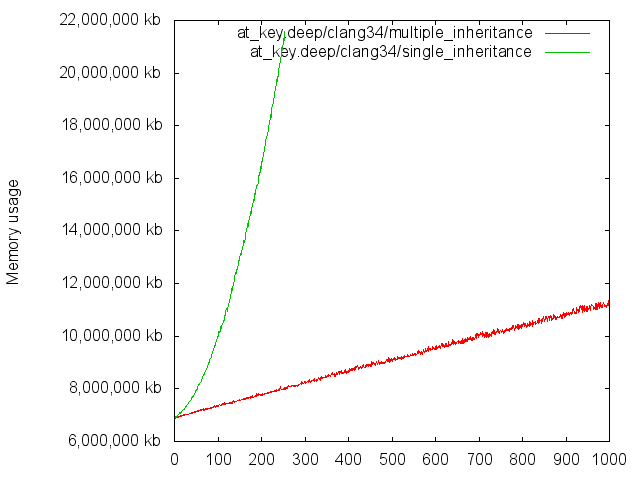 22,000,000 kb
at_key.deep/clang34/multiple_inheritance
at_key.deep/clang34/single_inheritance
20,000,000 kb
18,000,000 kb
16,000,000 kb
14,000,000 kb
12,000,000 kb
10,000,000 kb
8,000,000 kb
6,000,000 kb
Memory usage
0 100 200 300 400 500 600 700 800 900 1000